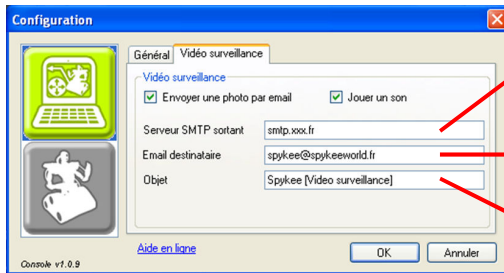 Configuration
Général
Vidéo surveillance
Vidéo surveillance
Envoyer une photo par email
Jouer un son
Serveur SMTP sortant
smtp.xxx.fr
Email destinataire
spykee@spykeeworld.fr
Objet
Spykee [Video surveillance]
Aide en ligne
OK
Annuler
Console v1.0.9